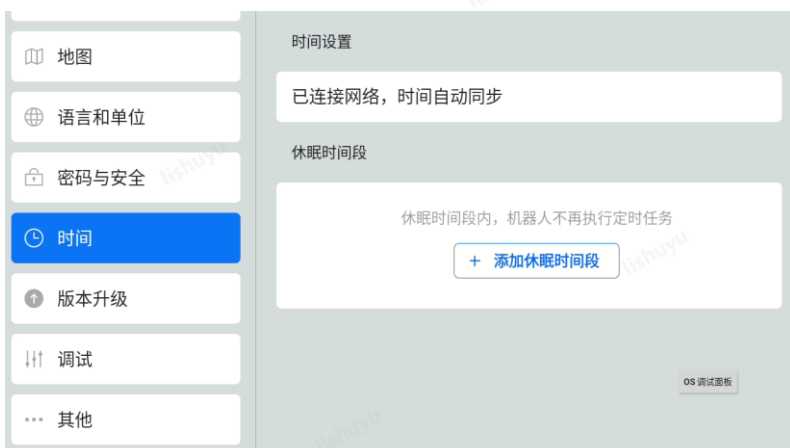 地图
语言和单位
密码与安全
时间
版本升级
调试
其他
时间设置
已连接网络，时间自动同步
休眠时间段
休眠时间段内，机器人不再执行定时任务
+ 添加休眠时间段
OS 调试面板
lishuyu
lishuyu
lishuyu